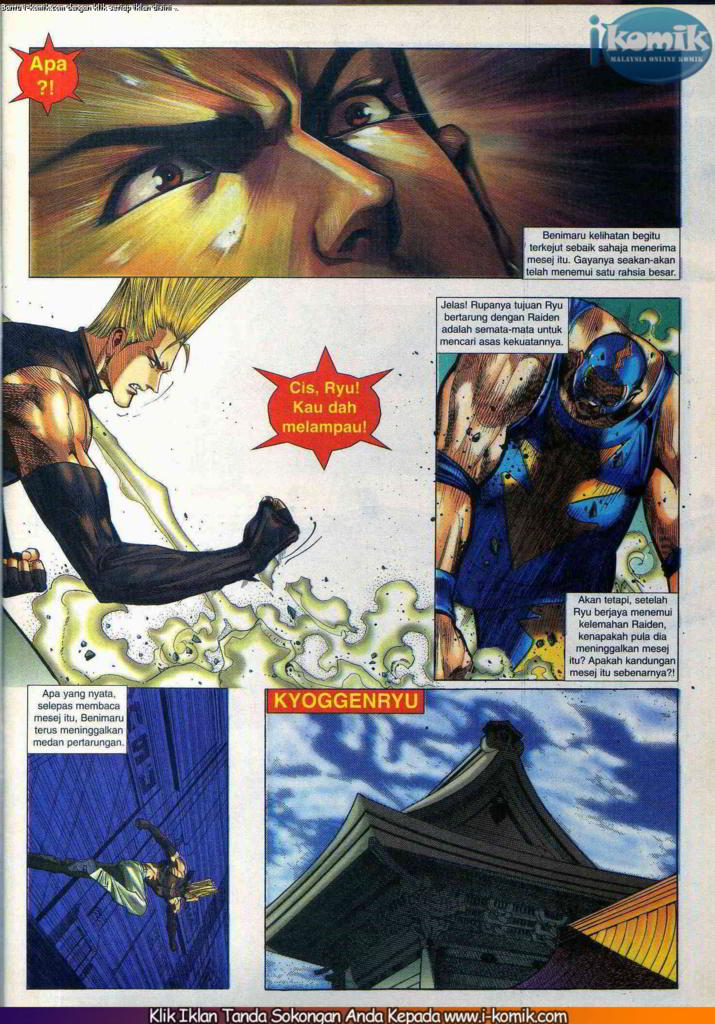 Bantu i-komik.com dengan klik setiap iklan disini ..
i komik
MALAYSIA ONLINE KOMIK
Apa
?!
Benimaru kelihatan begitu
terkejut sebaik sahaja menerima
mesej itu. Gayanya seakan-akan
telah menemui satu rahsia besar.
Jelas! Rupanya tujuan Ryu
bertarung dengan Raiden
adalah semata-mata untuk
mencari asas kekuatannya.
Cis, Ryu!
Kau dah
melampau!
Akan tetapi, setelah
Ryu berjaya menemui
kelemahan Raiden,
kenapakah pula dia
meninggalkan mesej
itu? Apakah kandungan
mesej itu sebenarnya?!
Apa yang nyata,
selepas membaca
mesej itu, Benimaru
terus meninggalkan
medan pertarungan.
KYOGGENRYU
Klik Iklan Tanda Sokongan Anda Kepada www.i-komik.com